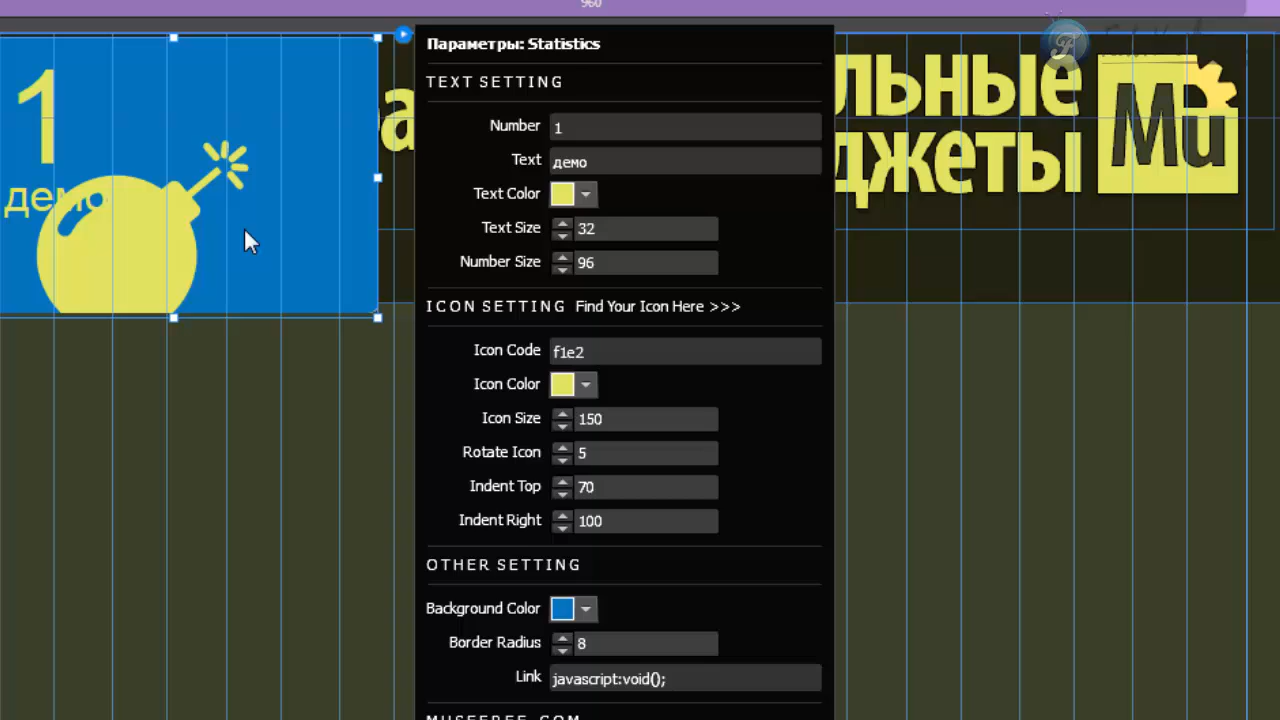 960
Параметры: Statistics
TEXT SETTING
Number 1
Text демо
Text Color
Text Size 32
Number Size 96
ICON SETTING Find Your Icon Here >>>
Icon Code f1e2
Icon Color
Icon Size 150
Rotate Icon 5
Indent Top 70
Indent Right 100
OTHER SETTING
Background Color
Border Radius 8
Link javascript:void();
MUSEFREE.COM
1
демо
а
льные
джеты
Mu